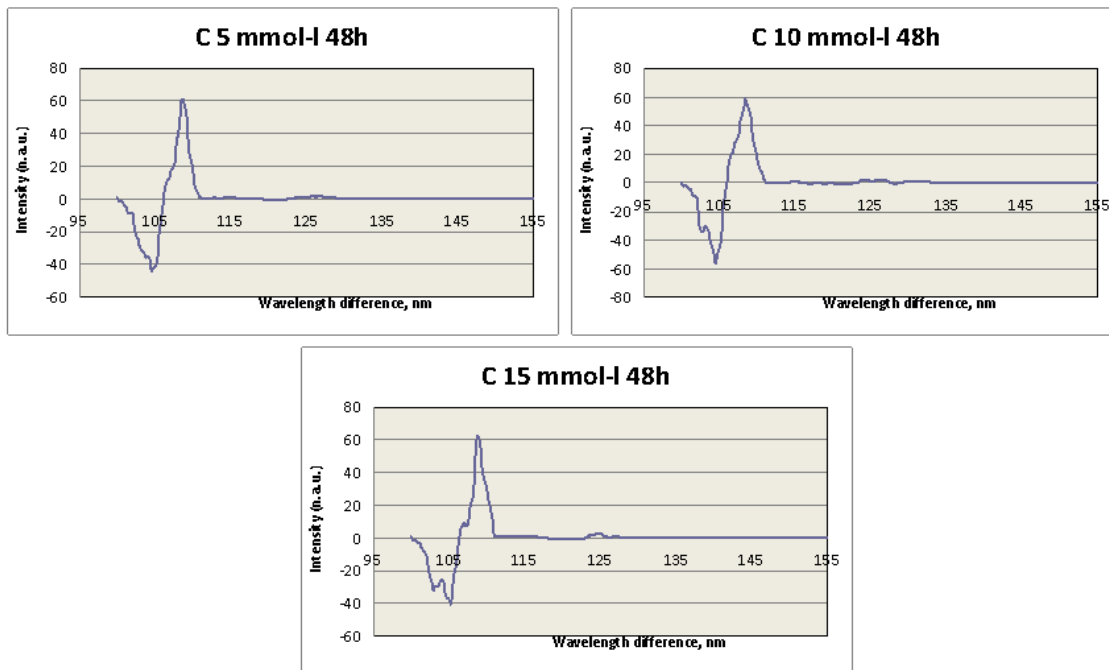 C 5 mmol-l 48h
Intensity (n.a.u.)
80
60
40
20
0
-20
-40
-60
95 105 115 125 135 145 155
Wavelength difference, nm
C 10 mmol-l 48h
Intensity (n.a.u.)
80
60
40
20
0
-20
-40
-60
-80
95 105 115 125 135 145 155
Wavelength difference, nm
C 15 mmol-l 48h
Intensity (n.a.u.)
80
60
40
20
0
-20
-40
-60
95 105 115 125 135 145 155
Wavelength difference, nm